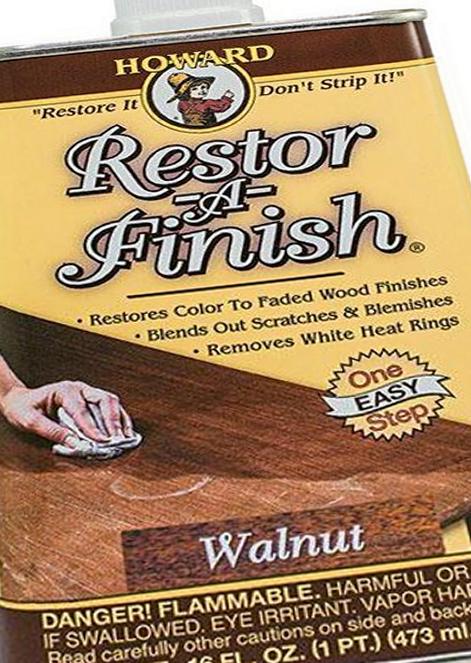 HOWARD
"Restore It Don't Strip It!"
Restor
-A-
Finish®
• Restores Color To Faded Wood Finishes
• Blends Out Scratches & Blemishes
• Removes White Heat Rings
One
EASY
Step
Walnut
DANGER! FLAMMABLE. HARMFUL OR
IF SWALLOWED. EYE IRRITANT. VAPOR HA
Read carefully other cautions on side and back
16 FL. OZ. (1 PT.) (473 ml)